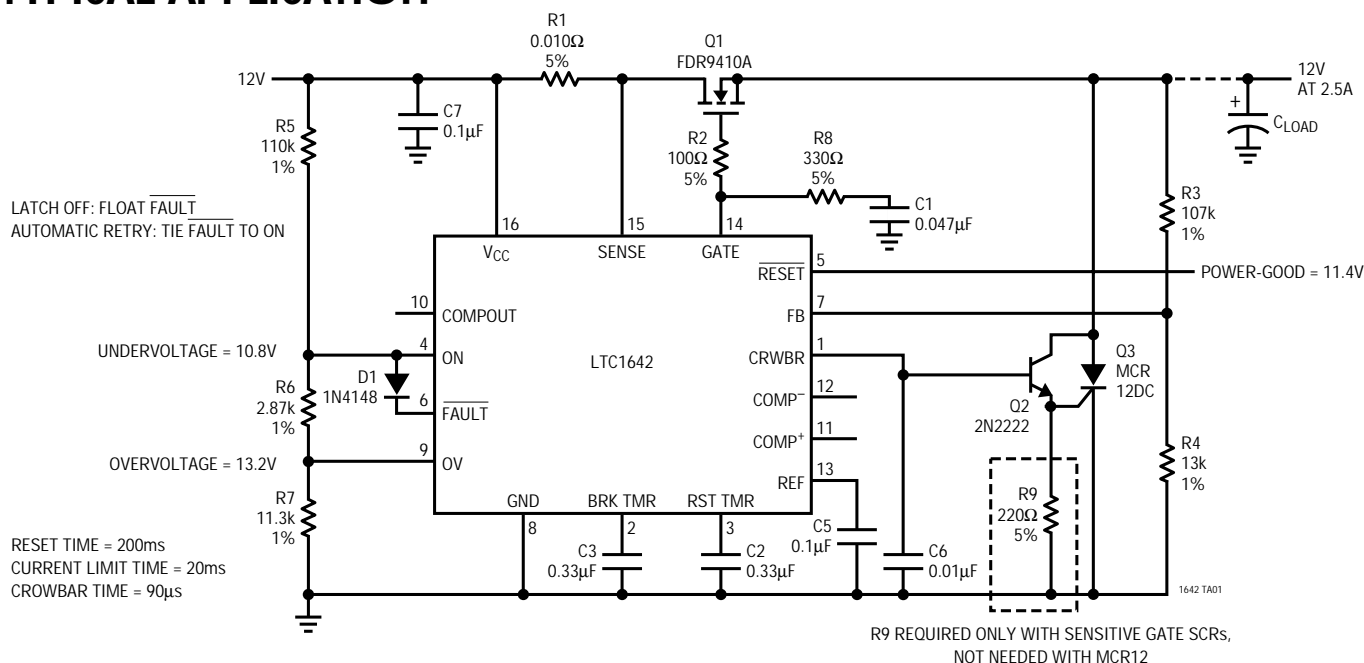 R1
0.010Ω
5%
Q1
FDR9410A
12V
12V
AT 2.5A
C7
0.1µF
+
CLOAD
R5
110k
1%
R2
100Ω
5%
R8
330Ω
5%
C1
0.047µF
R3
107k
1%
LATCH OFF: FLOAT FAULT
AUTOMATIC RETRY: TIE FAULT TO ON
16
15
14
VCC
SENSE
GATE
5
RESET
POWER-GOOD = 11.4V
10
COMPOUT
7
FB
UNDERVOLTAGE = 10.8V
4
ON
LTC1642
1
CRWBR
Q3
MCR
12DC
D1
1N4148
R6
2.87k
1%
6
FAULT
12
COMP–
Q2
2N2222
11
COMP+
OVERVOLTAGE = 13.2V
9
OV
13
REF
R4
13k
1%
R7
11.3k
1%
GND
BRK TMR
RST TMR
8
2
3
R9
220Ω
5%
C5
0.1µF
C3
0.33µF
C2
0.33µF
C6
0.01µF
RESET TIME = 200ms
CURRENT LIMIT TIME = 20ms
CROWBAR TIME = 90µs
1642 TA01
R9 REQUIRED ONLY WITH SENSITIVE GATE SCRs,
NOT NEEDED WITH MCR12